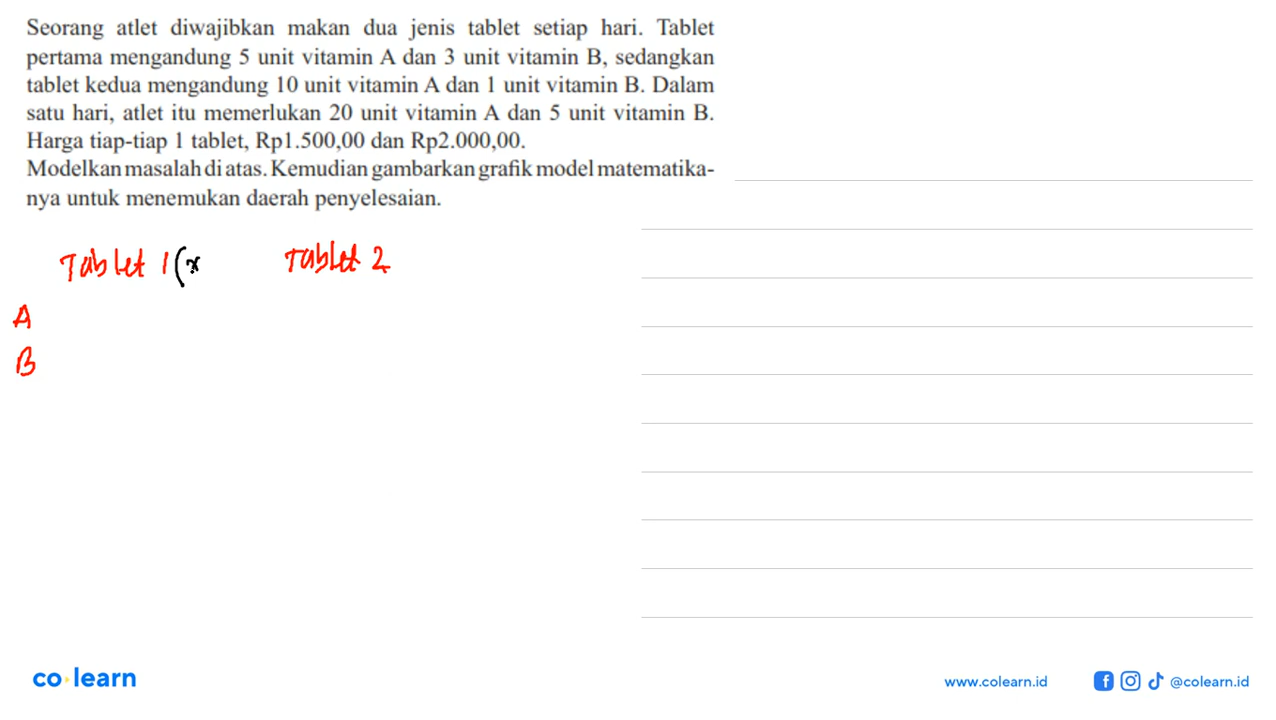 Seorang atlet diwajibkan makan dua jenis tablet setiap hari. Tablet
pertama mengandung 5 unit vitamin A dan 3 unit vitamin B, sedangkan
tablet kedua mengandung 10 unit vitamin A dan 1 unit vitamin B. Dalam
satu hari, atlet itu memerlukan 20 unit vitamin A dan 5 unit vitamin B.
Harga tiap-tiap 1 tablet, Rp1.500,00 dan Rp2.000,00.
Modelkan masalah di atas. Kemudian gambarkan grafik model matematika-
nya untuk menemukan daerah penyelesaian.
Tablet 1 (x Tablet 2
A
B
co·learn
www.colearn.id @colearn.id